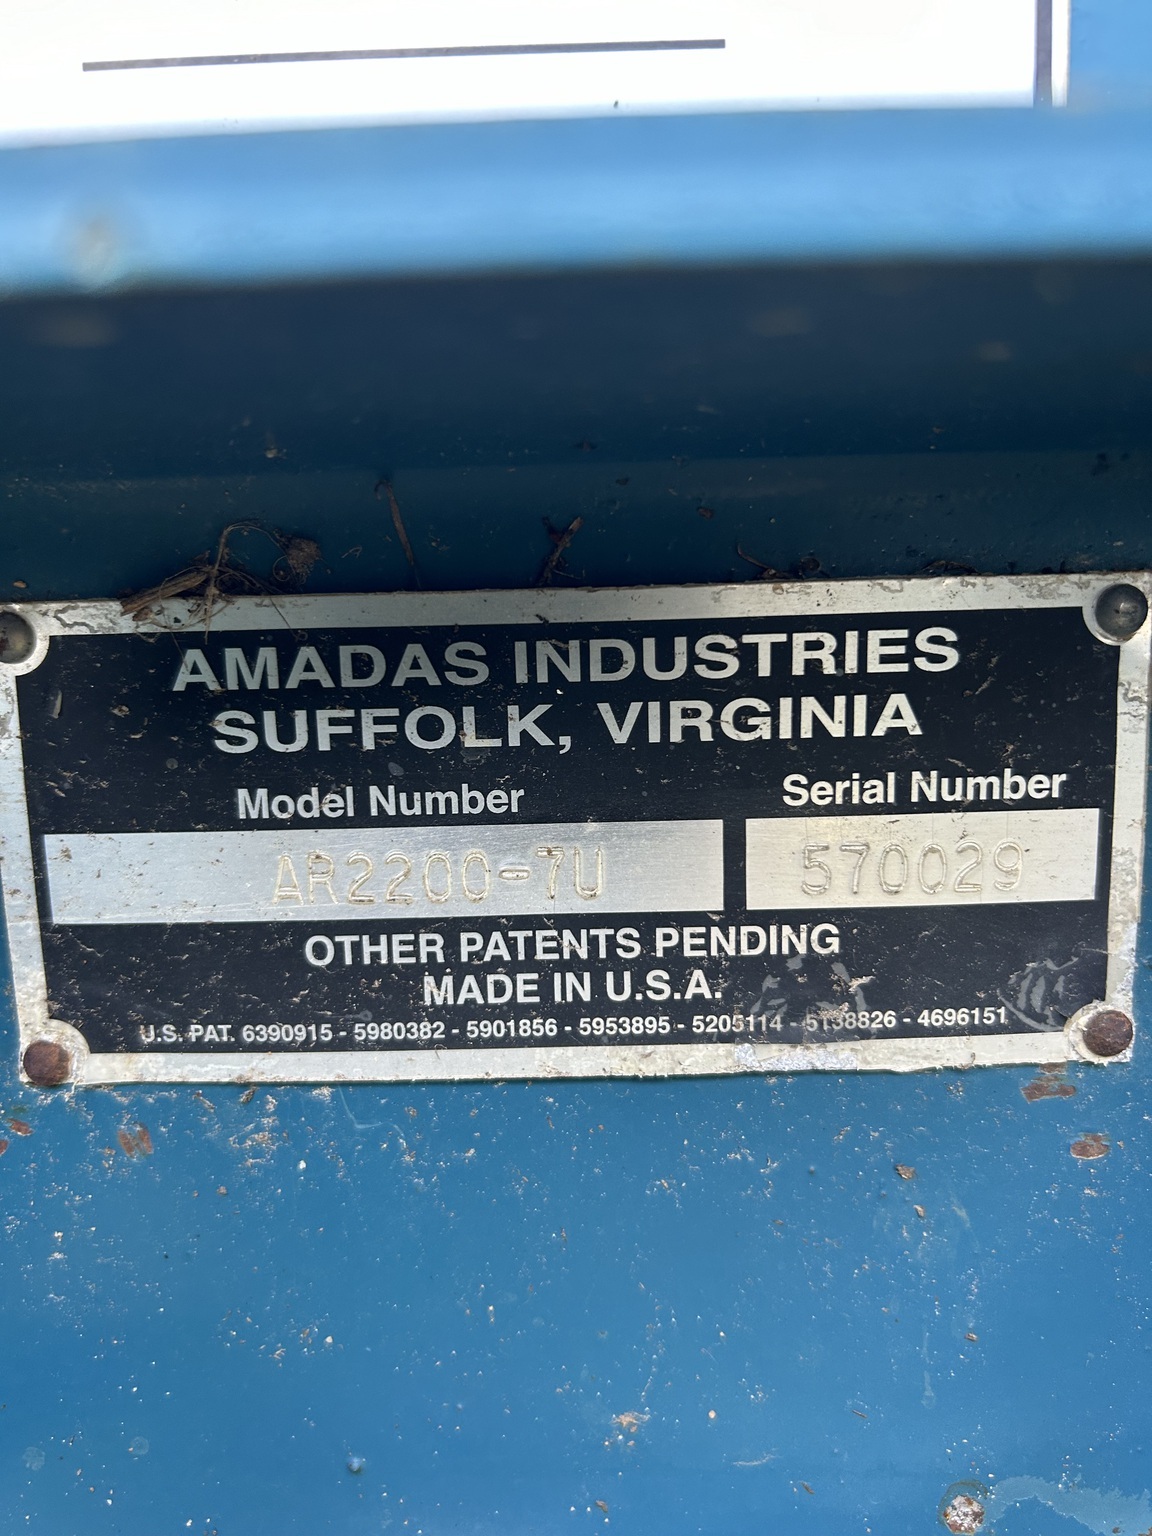 AMADAS INDUSTRIES
SUFFOLK, VIRGINIA
Model Number Serial Number
AR2200-7U 570029
OTHER PATENTS PENDING
MADE IN U.S.A.
U.S. PAT. 6390915 - 5980382 - 5901856 - 5953895 - 5205114 - 5138826 - 4696151